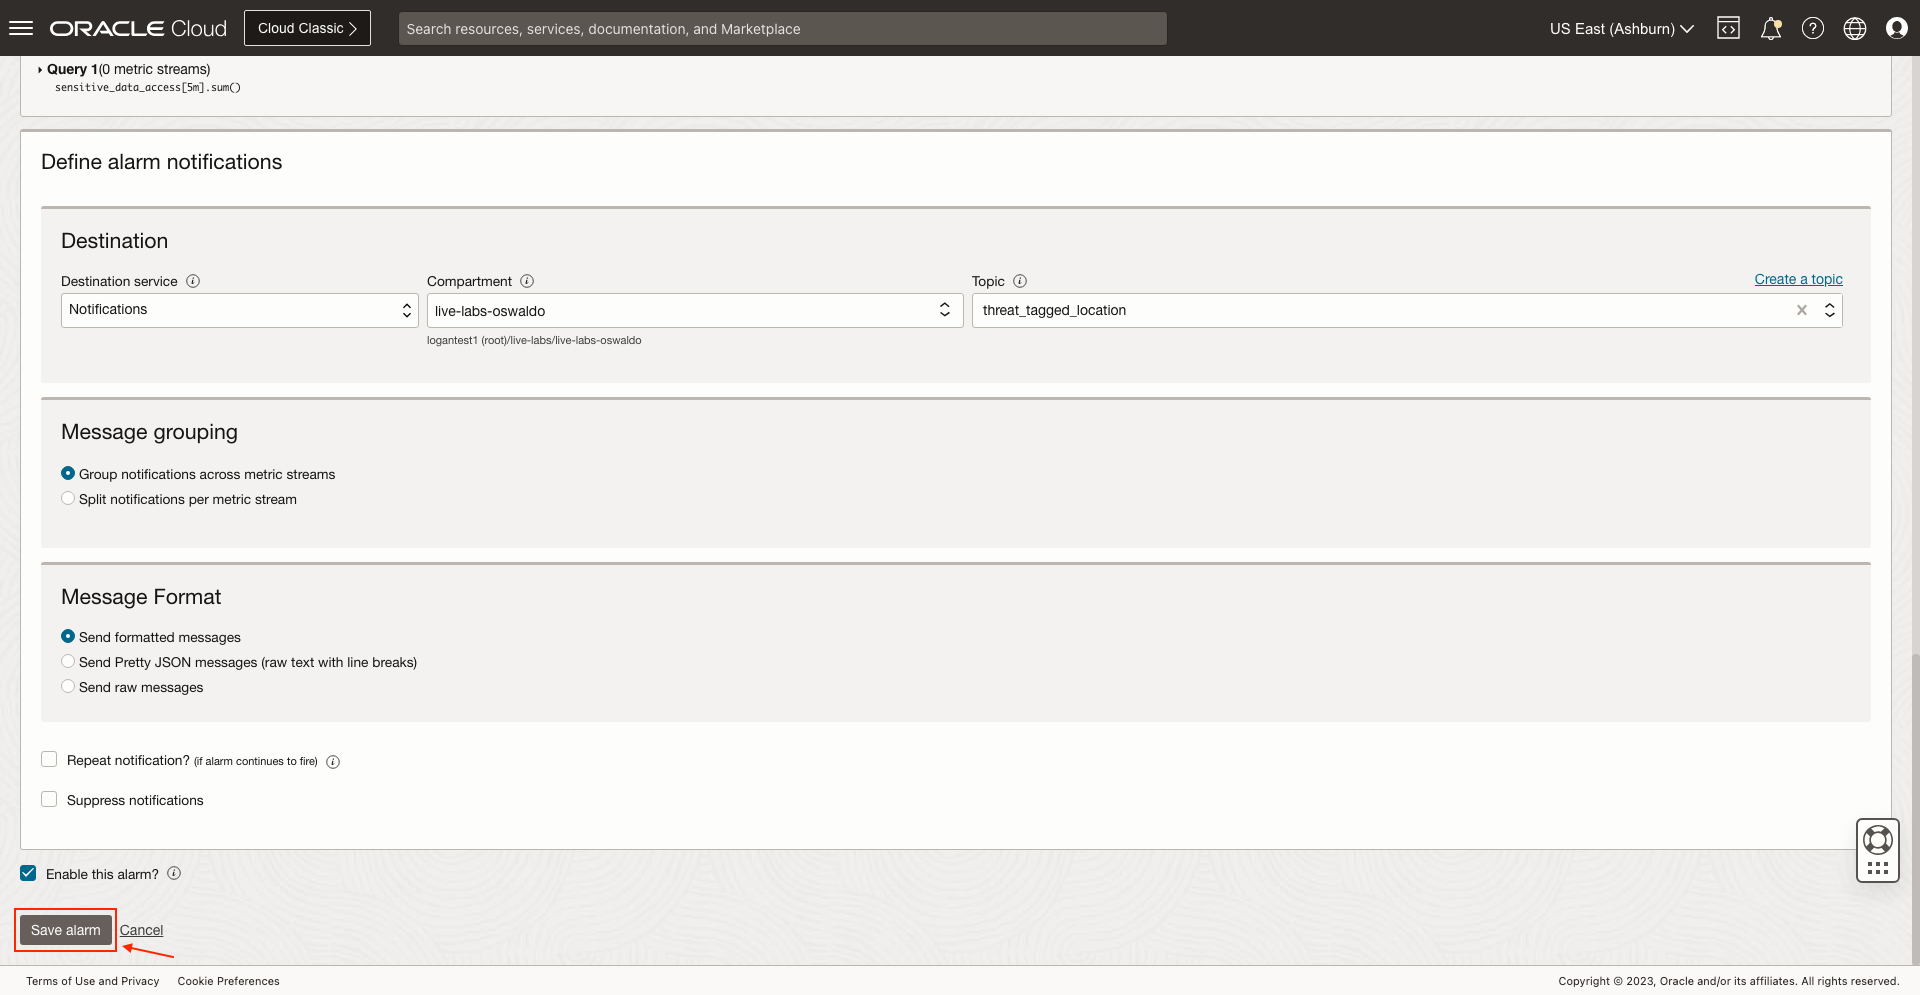 ORACLE Cloud
Cloud Classic
Search resources, services, documentation, and Marketplace
US East (Ashburn)
Query 1(0 metric streams)
sensitive_data_access[5m].sum()
Define alarm notifications
Destination
Destination service
Compartment
Topic
Create a topic
Notifications
live-labs-oswaldo
threat_tagged_location
logantest1 (root)/live-labs/live-labs-oswaldo
Message grouping
Group notifications across metric streams
Split notifications per metric stream
Message Format
Send formatted messages
Send Pretty JSON messages (raw text with line breaks)
Send raw messages
Repeat notification? (if alarm continues to fire)
Suppress notifications
Enable this alarm?
Save alarm
Cancel
Terms of Use and Privacy
Cookie Preferences
Copyright © 2023, Oracle and/or its affiliates. All rights reserved.